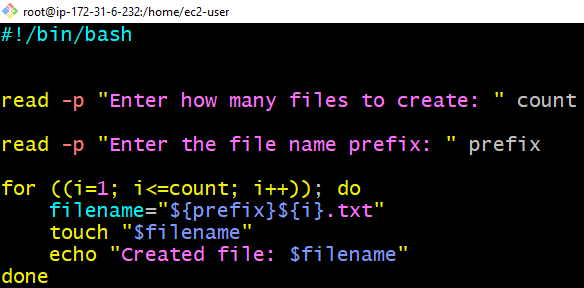 root@ip-172-31-6-232:/home/ec2-user
#!/bin/bash
read -p "Enter how many files to create: " count
read -p "Enter the file name prefix: " prefix
for ((i=1; i<=count; i++)); do
    filename="${prefix}${i}.txt"
    touch "$filename"
    echo "Created file: $filename"
done